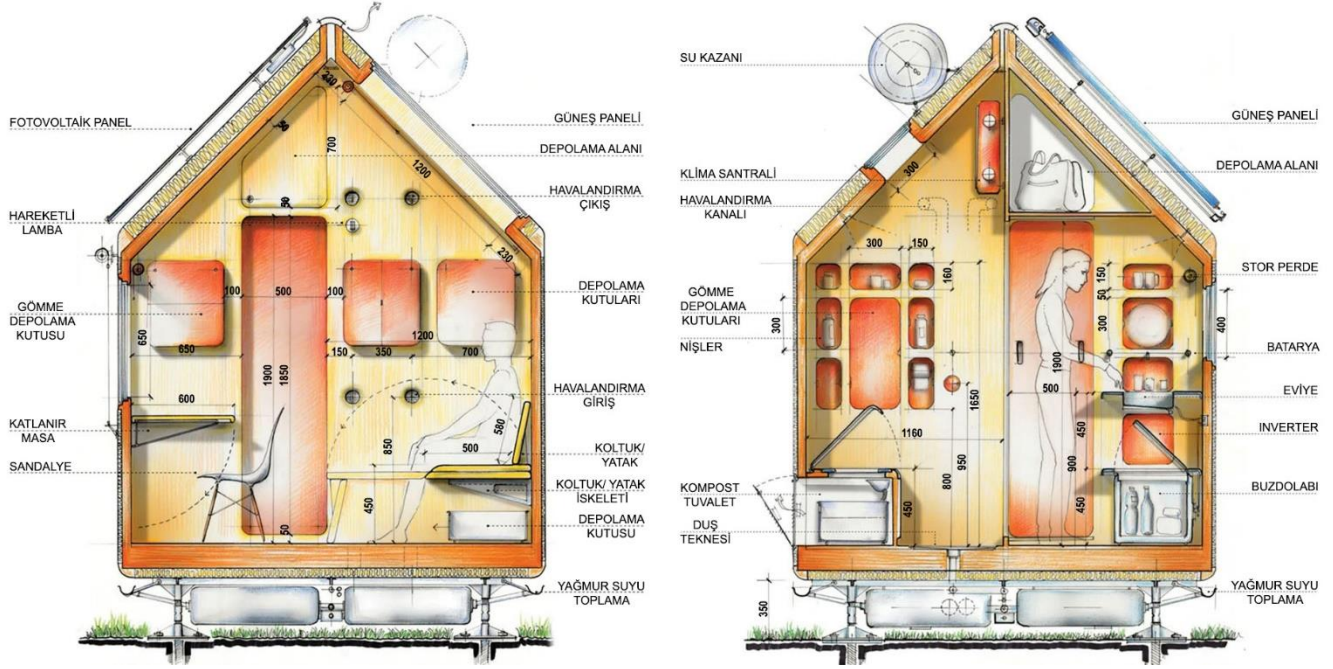 FOTOVOLTAİK PANEL
HAREKETLİ
LAMBA
GÖMME
DEPOLAMA
KUTUSU
KATLANIR
MASA
SANDALYE
GÜNEŞ PANELİ
DEPOLAMA ALANI
HAVALANDIRMA
ÇIKIŞ
DEPOLAMA
KUTULARI
HAVALANDIRMA
GİRİŞ
KOLTUK/
YATAK
KOLTUK/ YATAK
İSKELETİ
DEPOLAMA
KUTUSU
YAĞMUR SUYU
TOPLAMA
230
50
700
1200
50
230
100
500
100
1200
650
650
150
350
700
1900
1850
600
850
580
500
450
50
SU KAZANI
KLİMA SANTRALİ
HAVALANDIRMA
KANALI
GÖMME
DEPOLAMA
KUTULARI
NİŞLER
KOMPOST
TUVALET
DUŞ
TEKNESİ
GÜNEŞ PANELİ
DEPOLAMA ALANI
STOR PERDE
BATARYA
EVİYE
INVERTER
BUZDOLABI
YAĞMUR SUYU
TOPLAMA
300
300
150
160
150
50
300
300
400
1900
1650
500
1160
450
950
800
900
450
450
350